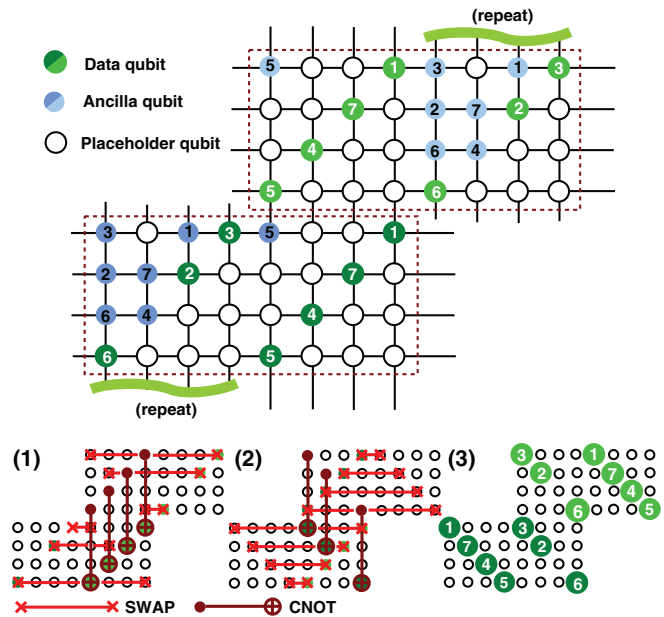 (repeat)
Data qubit
Ancilla qubit
Placeholder qubit
5 1 3 1 3
7 2 7 2
4 6 4
5 6
3 1 3 5 1
2 7 2 7
6 4 4
6 5
(repeat)
(1) (2) (3)
3 1
2 7
4
6 5
1 3
7 2
4
5 6
SWAP CNOT